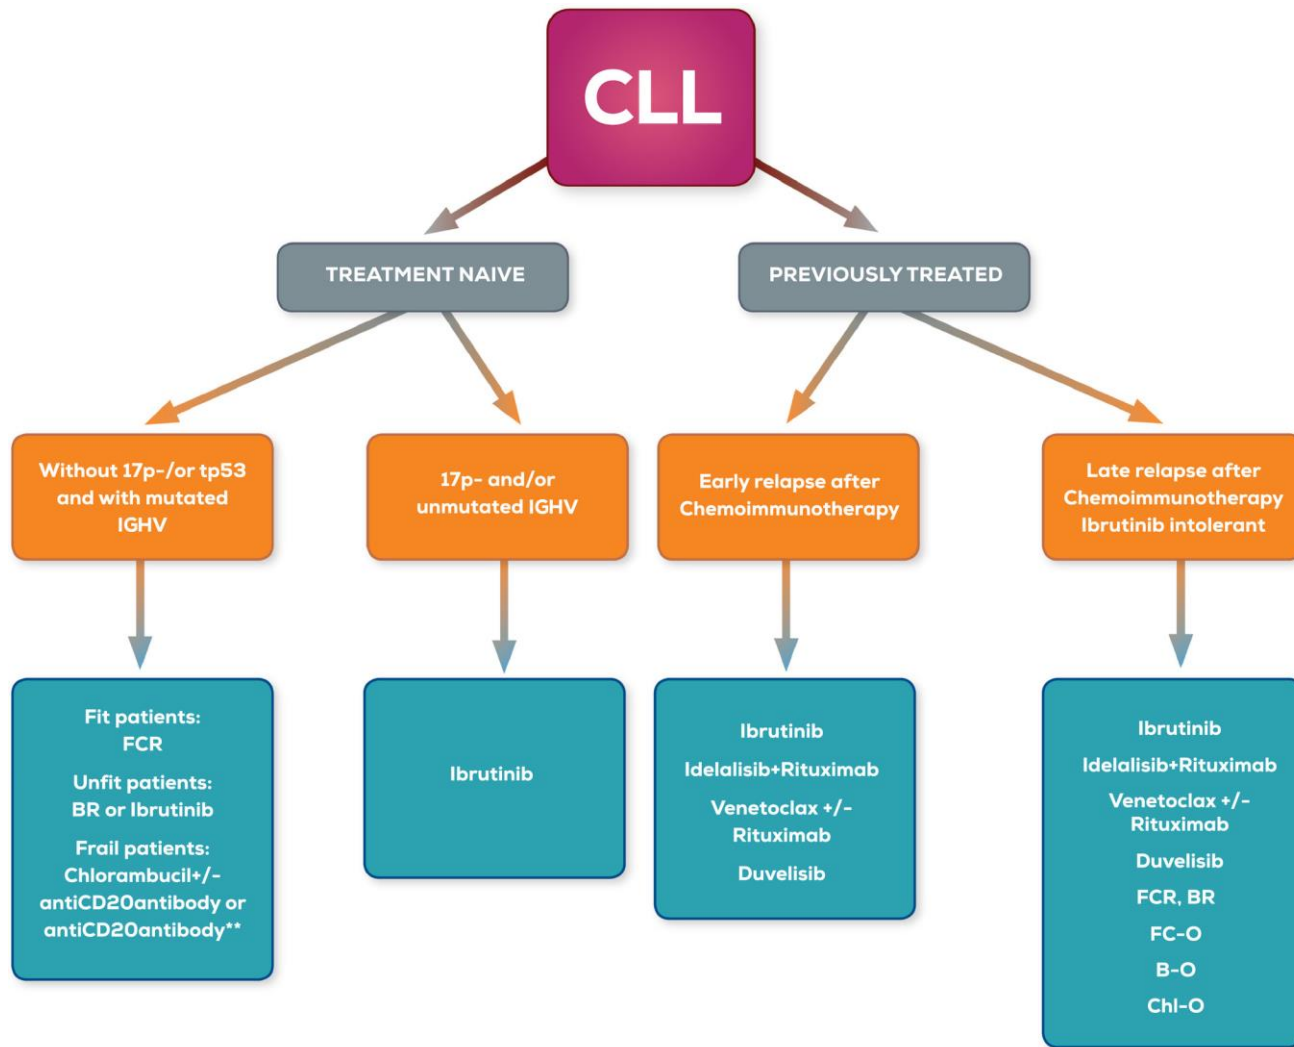 CLL
TREATMENT NAIVE
PREVIOUSLY TREATED
Without 17p-/or tp53
and with mutated
IGHV
17p- and/or
unmutated IGHV
Early relapse after
Chemoimmunotherapy
Late relapse after
Chemoimmunotherapy
Ibrutinib intolerant
Fit patients:
FCR
Unfit patients:
BR or Ibrutinib
Frail patients:
Chlorambucil+/-
antiCD20antibody or
antiCD20antibody**
Ibrutinib
Ibrutinib
Idelalisib+Rituximab
Venetoclax +/-
Rituximab
Duvelisib
Ibrutinib
Idelalisib+Rituximab
Venetoclax +/-
Rituximab
Duvelisib
FCR, BR
FC-O
B-O
Chl-O